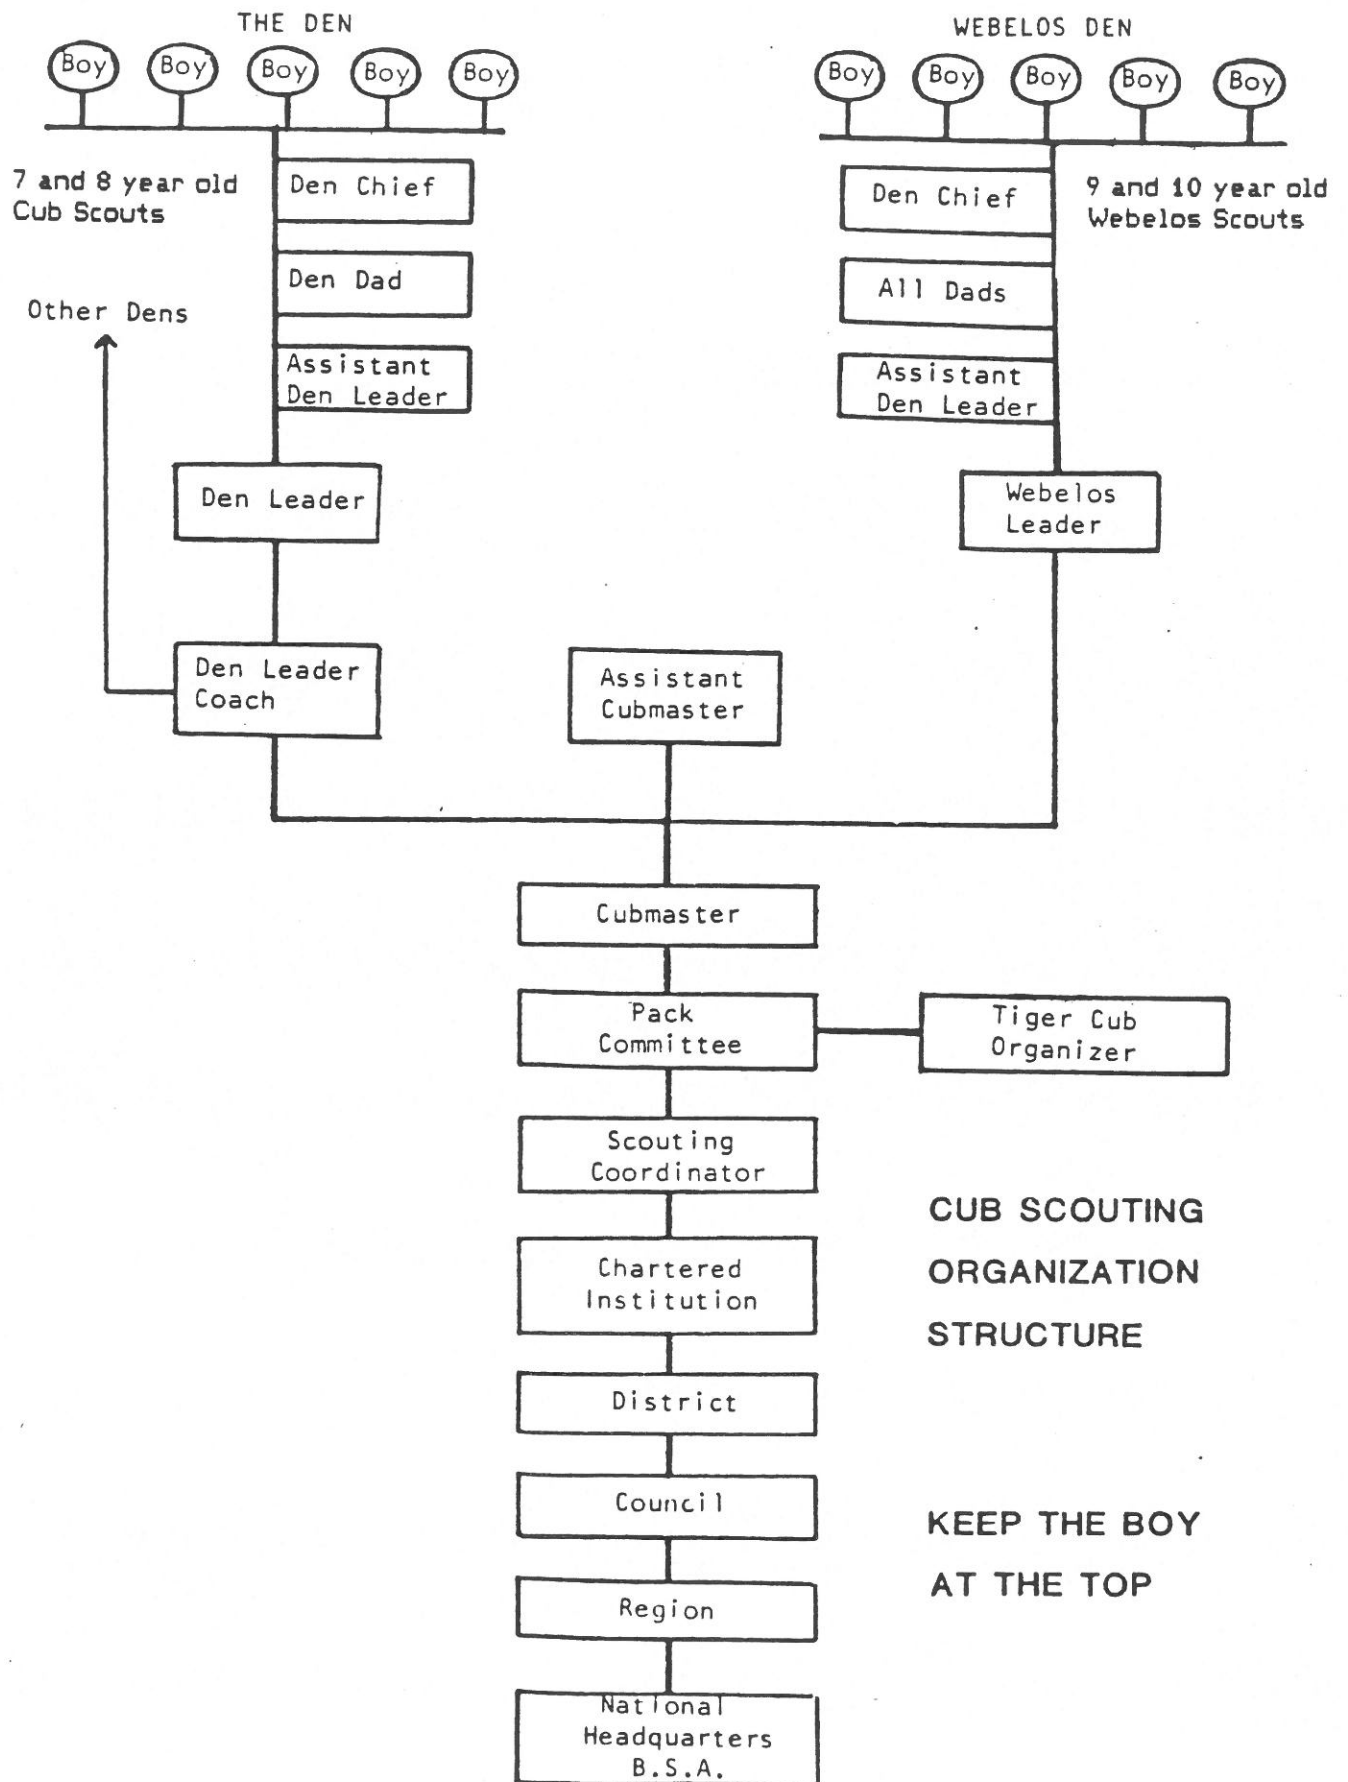 THE DEN
WEBELOS DEN
Boy
Boy
Boy
Boy
Boy
Boy
Boy
Boy
Boy
Boy
7 and 8 year old
Cub Scouts
Den Chief
Den Chief
9 and 10 year old
Webelos Scouts
Den Dad
All Dads
Other Dens
Assistant
Den Leader
Assistant
Den Leader
Den Leader
Webelos
Leader
Den Leader
Coach
Assistant
Cubmaster
Cubmaster
Pack
Committee
Tiger Cub
Organizer
Scouting
Coordinator
CUB SCOUTING
ORGANIZATION
STRUCTURE
Chartered
Institution
District
Council
KEEP THE BOY
AT THE TOP
Region
National
Headquarters
B.S.A.